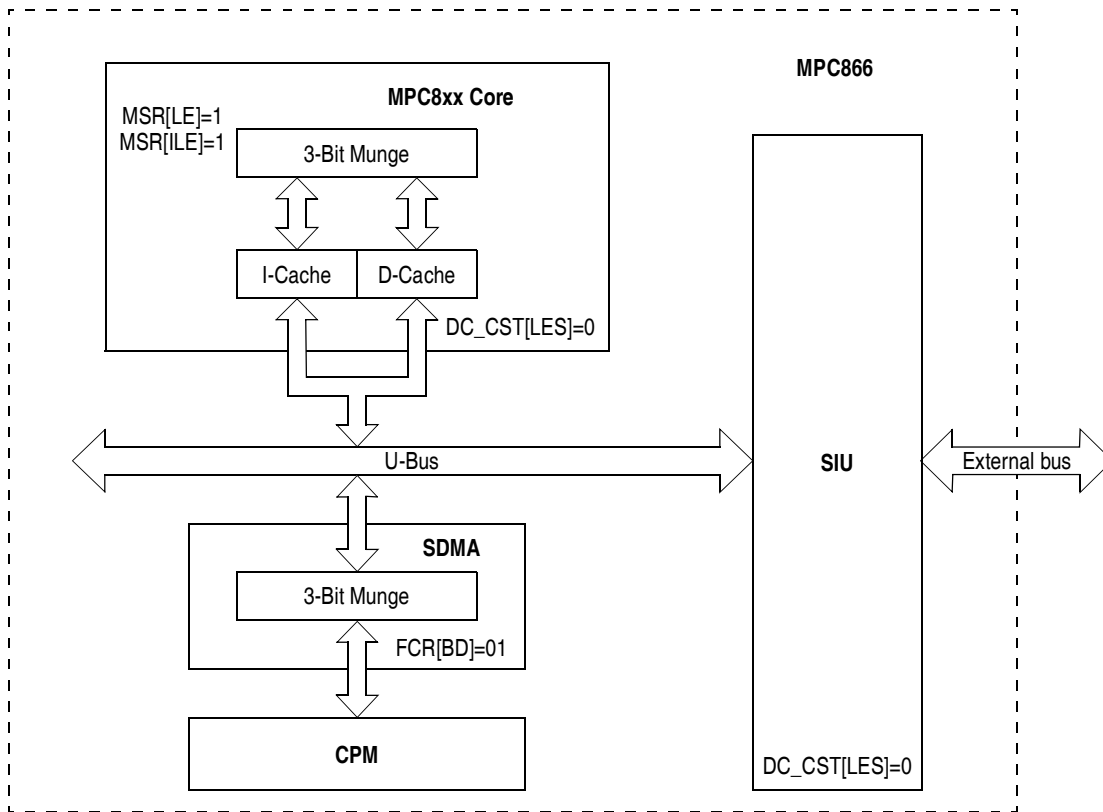 MPC866
MPC8xx Core
MSR[LE]=1
MSR[ILE]=1
3-Bit Munge
I-Cache
D-Cache
DC_CST[LES]=0
U-Bus
SIU
External bus
SDMA
3-Bit Munge
FCR[BD]=01
CPM
DC_CST[LES]=0